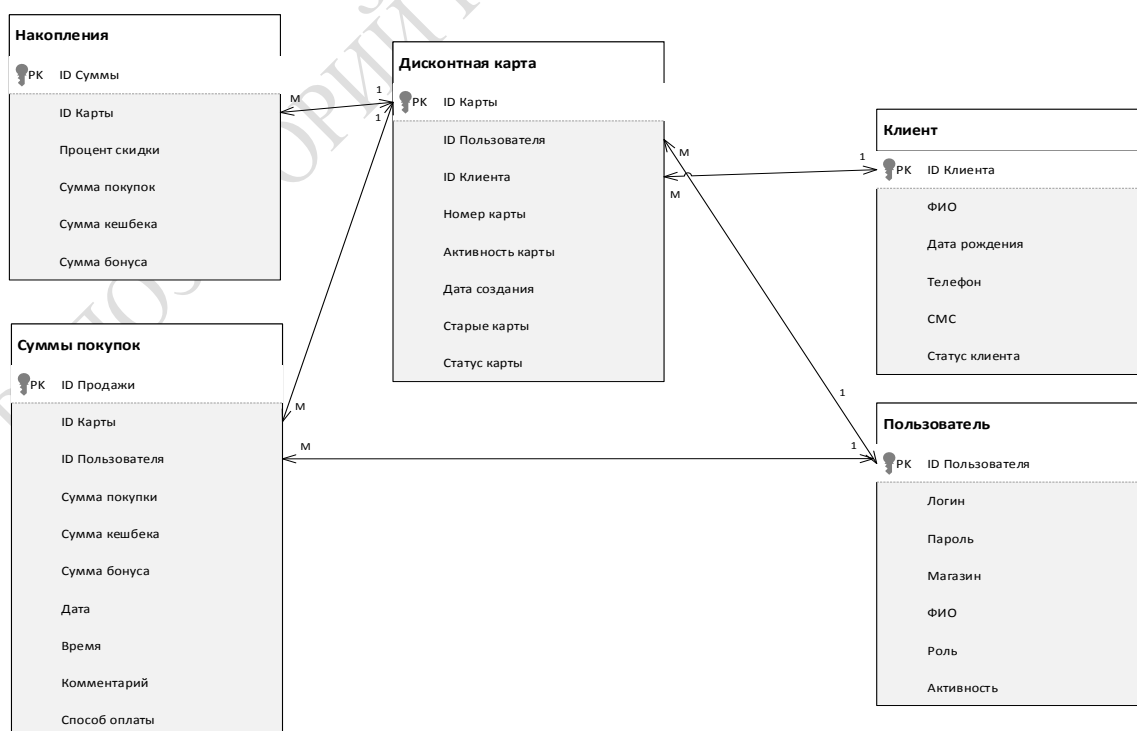 Накопления
PK ID Суммы
ID Карты
Процент скидки
Сумма покупок
Сумма кешбека
Сумма бонуса
Суммы покупок
PK ID Продажи
ID Карты
ID Пользователя
Сумма покупки
Сумма кешбека
Сумма бонуса
Дата
Время
Комментарий
Способ оплаты
Дисконтная карта
PK ID Карты
ID Пользователя
ID Клиента
Номер карты
Активность карты
Дата создания
Старые карты
Статус карты
Клиент
PK ID Клиента
ФИО
Дата рождения
Телефон
СМС
Статус клиента
Пользователь
PK ID Пользователя
Логин
Пароль
Магазин
ФИО
Роль
Активность
М
1
1
М
М
1
М
1
М
1